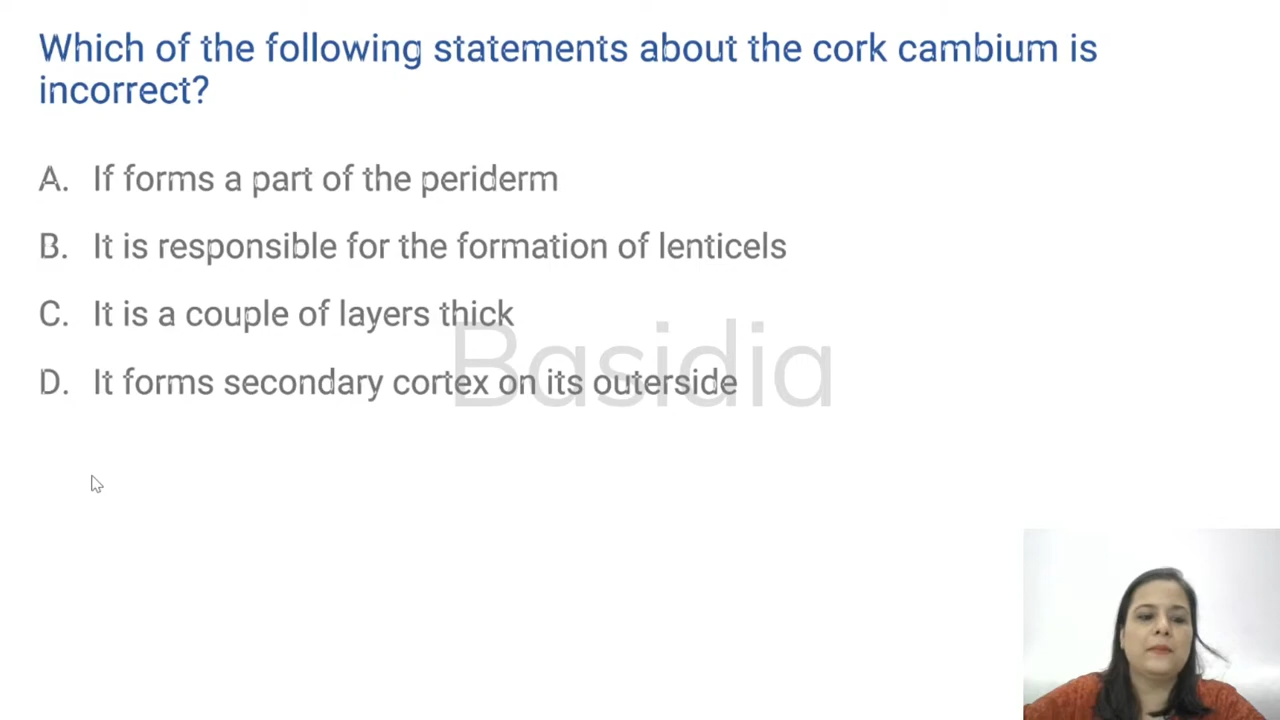 Which of the following statements about the cork cambium is
incorrect?
A. If forms a part of the periderm
B. It is responsible for the formation of lenticels
C. It is a couple of layers thick
D. It forms secondary cortex on its outerside
Basidia